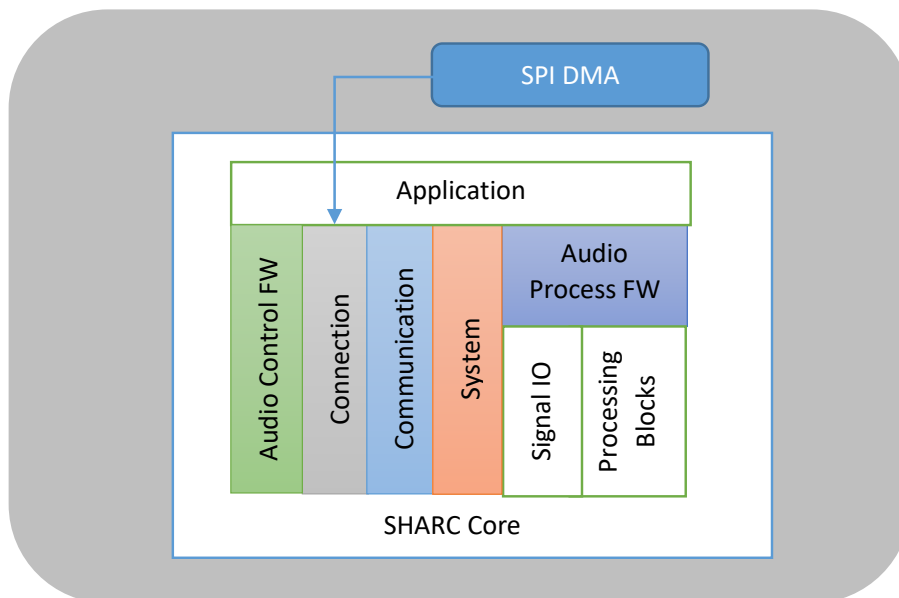 SPI DMA
Application
Audio Control FW
Connection
Communication
System
Audio
Process FW
Signal IO
Processing
Blocks
SHARC Core